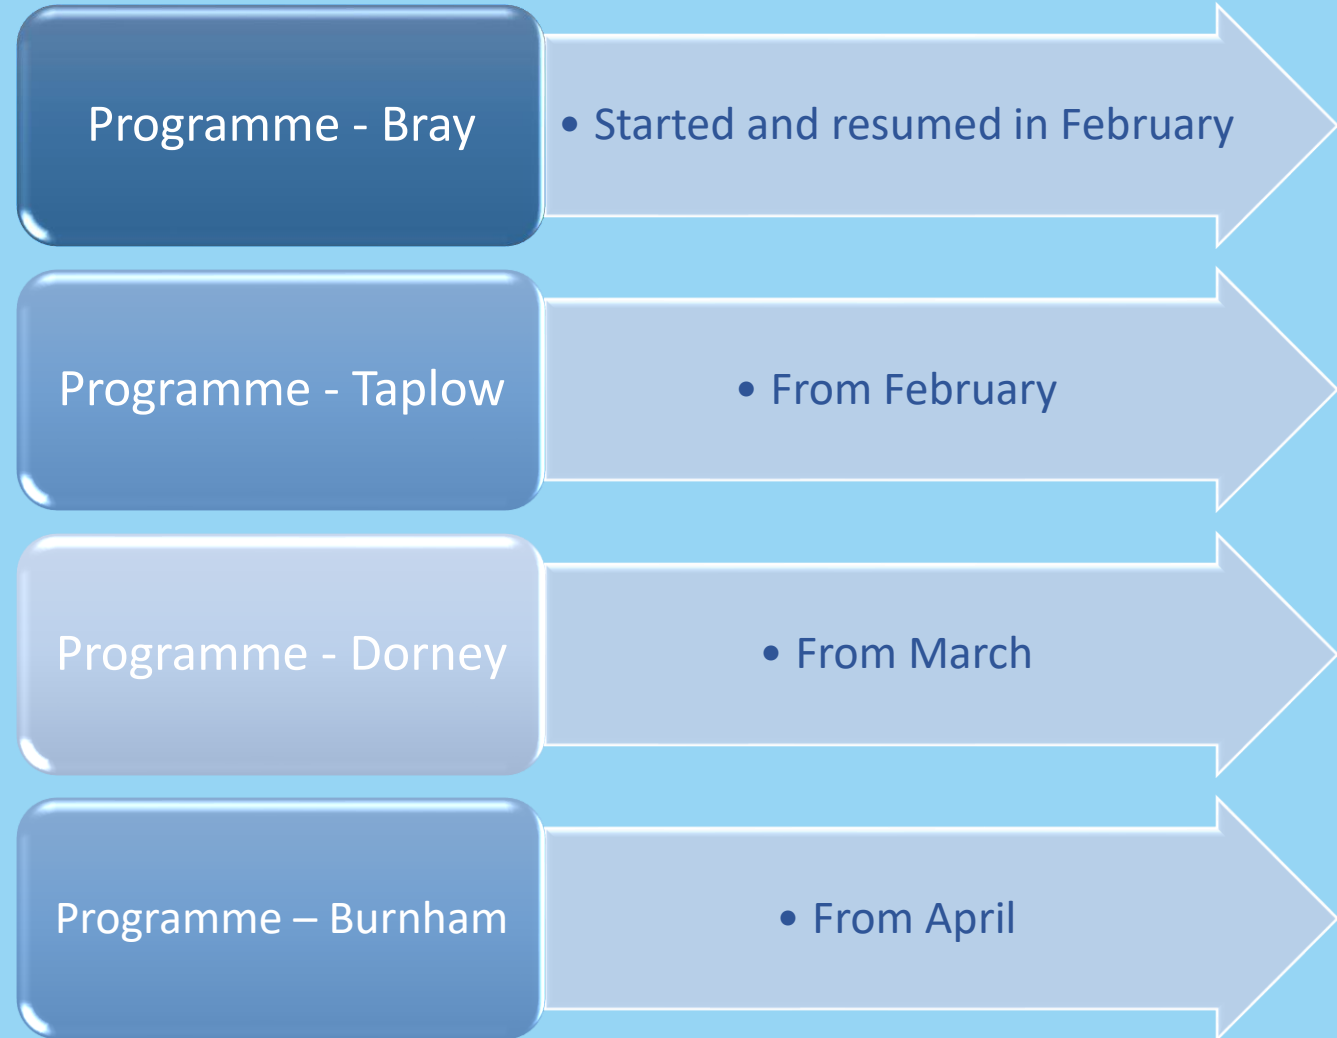 Programme - Bray
• Started and resumed in February
Programme - Taplow
• From February
Programme - Dorney
• From March
Programme – Burnham
• From April